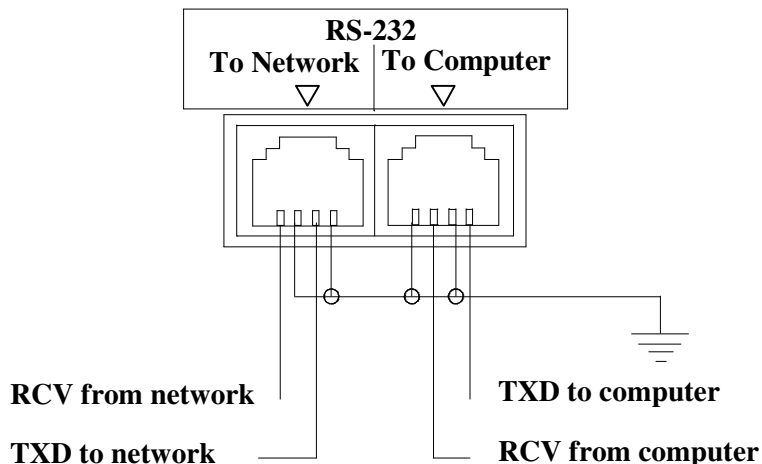 RS-232
To Network To Computer
RCV from network
TXD to computer
TXD to network
RCV from computer